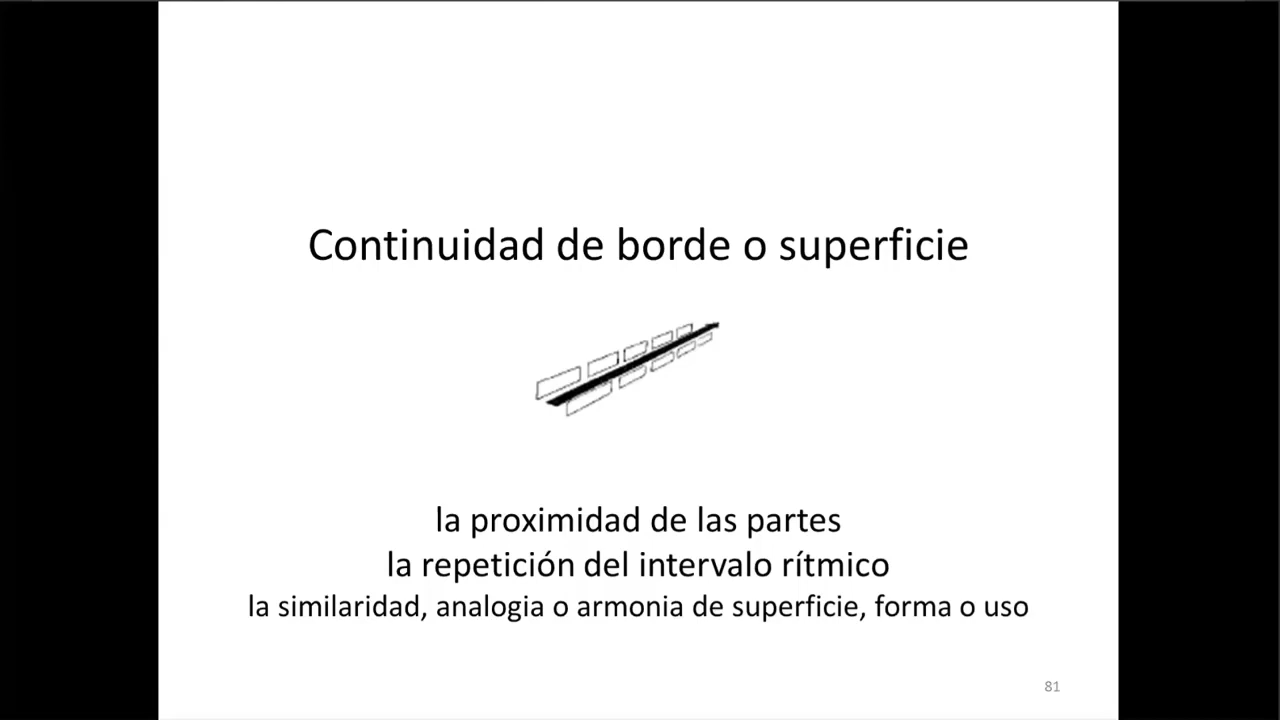 Continuidad de borde o superficie
la proximidad de las partes
la repetición del intervalo rítmico
la similaridad, analogia o armonia de superficie, forma o uso
81